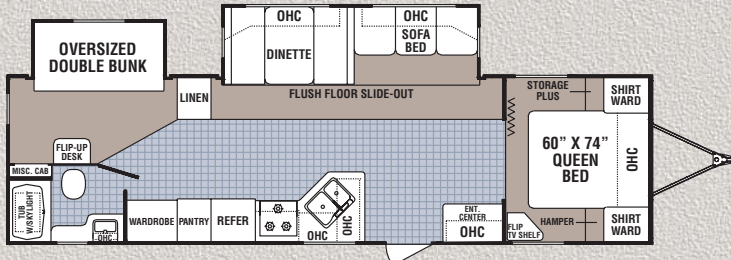 OVERSIZED
DOUBLE BUNK
OHC
DINETTE
OHC
SOFA
BED
LINEN
FLUSH FLOOR SLIDE-OUT
STORAGE
PLUS
SHIRT
WARD
60” X 74”
QUEEN
BED
OHC
FLIP-UP
DESK
MISC. CAB
TUB
W/SKYLIGHT
OHC
WARDROBE
PANTRY
REFER
OHC
OHC
ENT.
CENTER
OHC
FLIP
TV SHELF
HAMPER
SHIRT
WARD